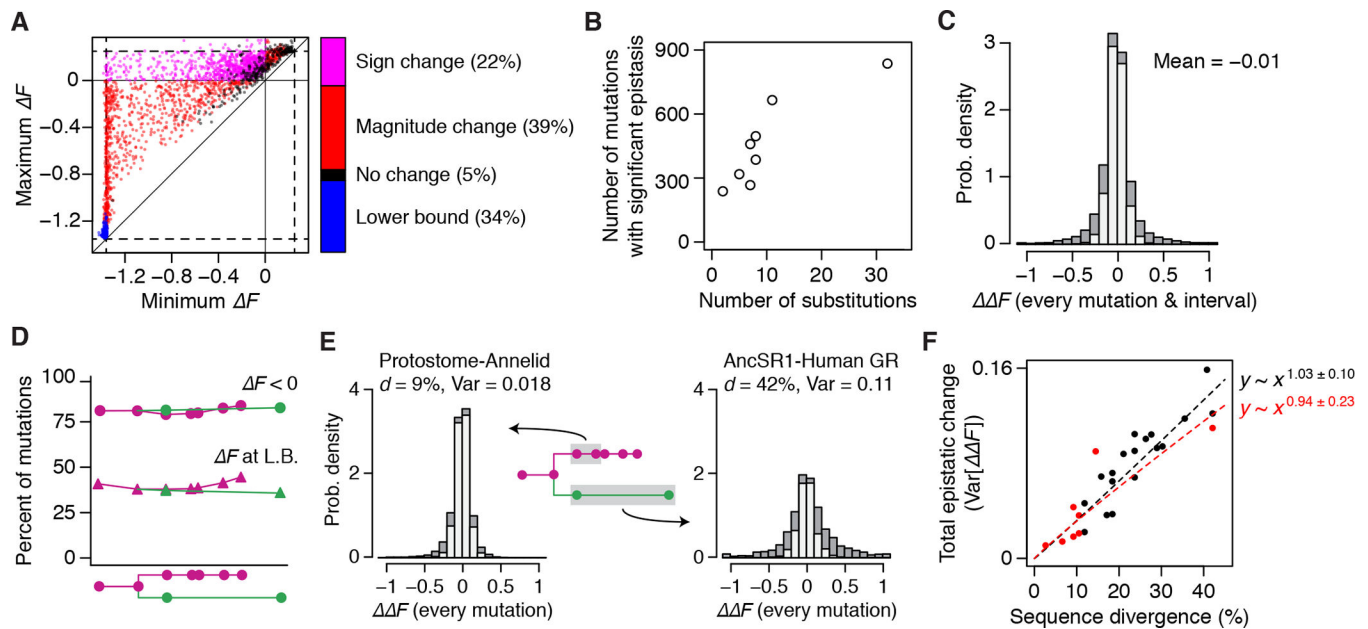 A
Maximum ΔF
0
−0.4
−0.8
−1.2
−1.2 −0.8 −0.4 0
Minimum ΔF
Sign change (22%)
Magnitude change (39%)
No change (5%)
Lower bound (34%)
B
Number of mutations
with significant epistasis
900
600
300
0
0 10 20 30
Number of substitutions
C
Prob. density
3
2
1
0
Mean = −0.01
−1 −0.5 0 0.5 1
ΔΔF (every mutation & interval)
D
Percent of mutations
100
75
50
25
0
ΔF < 0
ΔF at L.B.
E
Protostome-Annelid
d = 9%, Var = 0.018
Prob. density
4
2
0
−1 −0.5 0 0.5 1
ΔΔF (every mutation)
AncSR1-Human GR
d = 42%, Var = 0.11
4
2
0
−1 −0.5 0 0.5 1
ΔΔF (every mutation)
F
Total epistatic change
(Var[ΔΔF])
0.16
0
y ~ x^1.03 ± 0.10
y ~ x^0.94 ± 0.23
0 10 20 30 40
Sequence divergence (%)